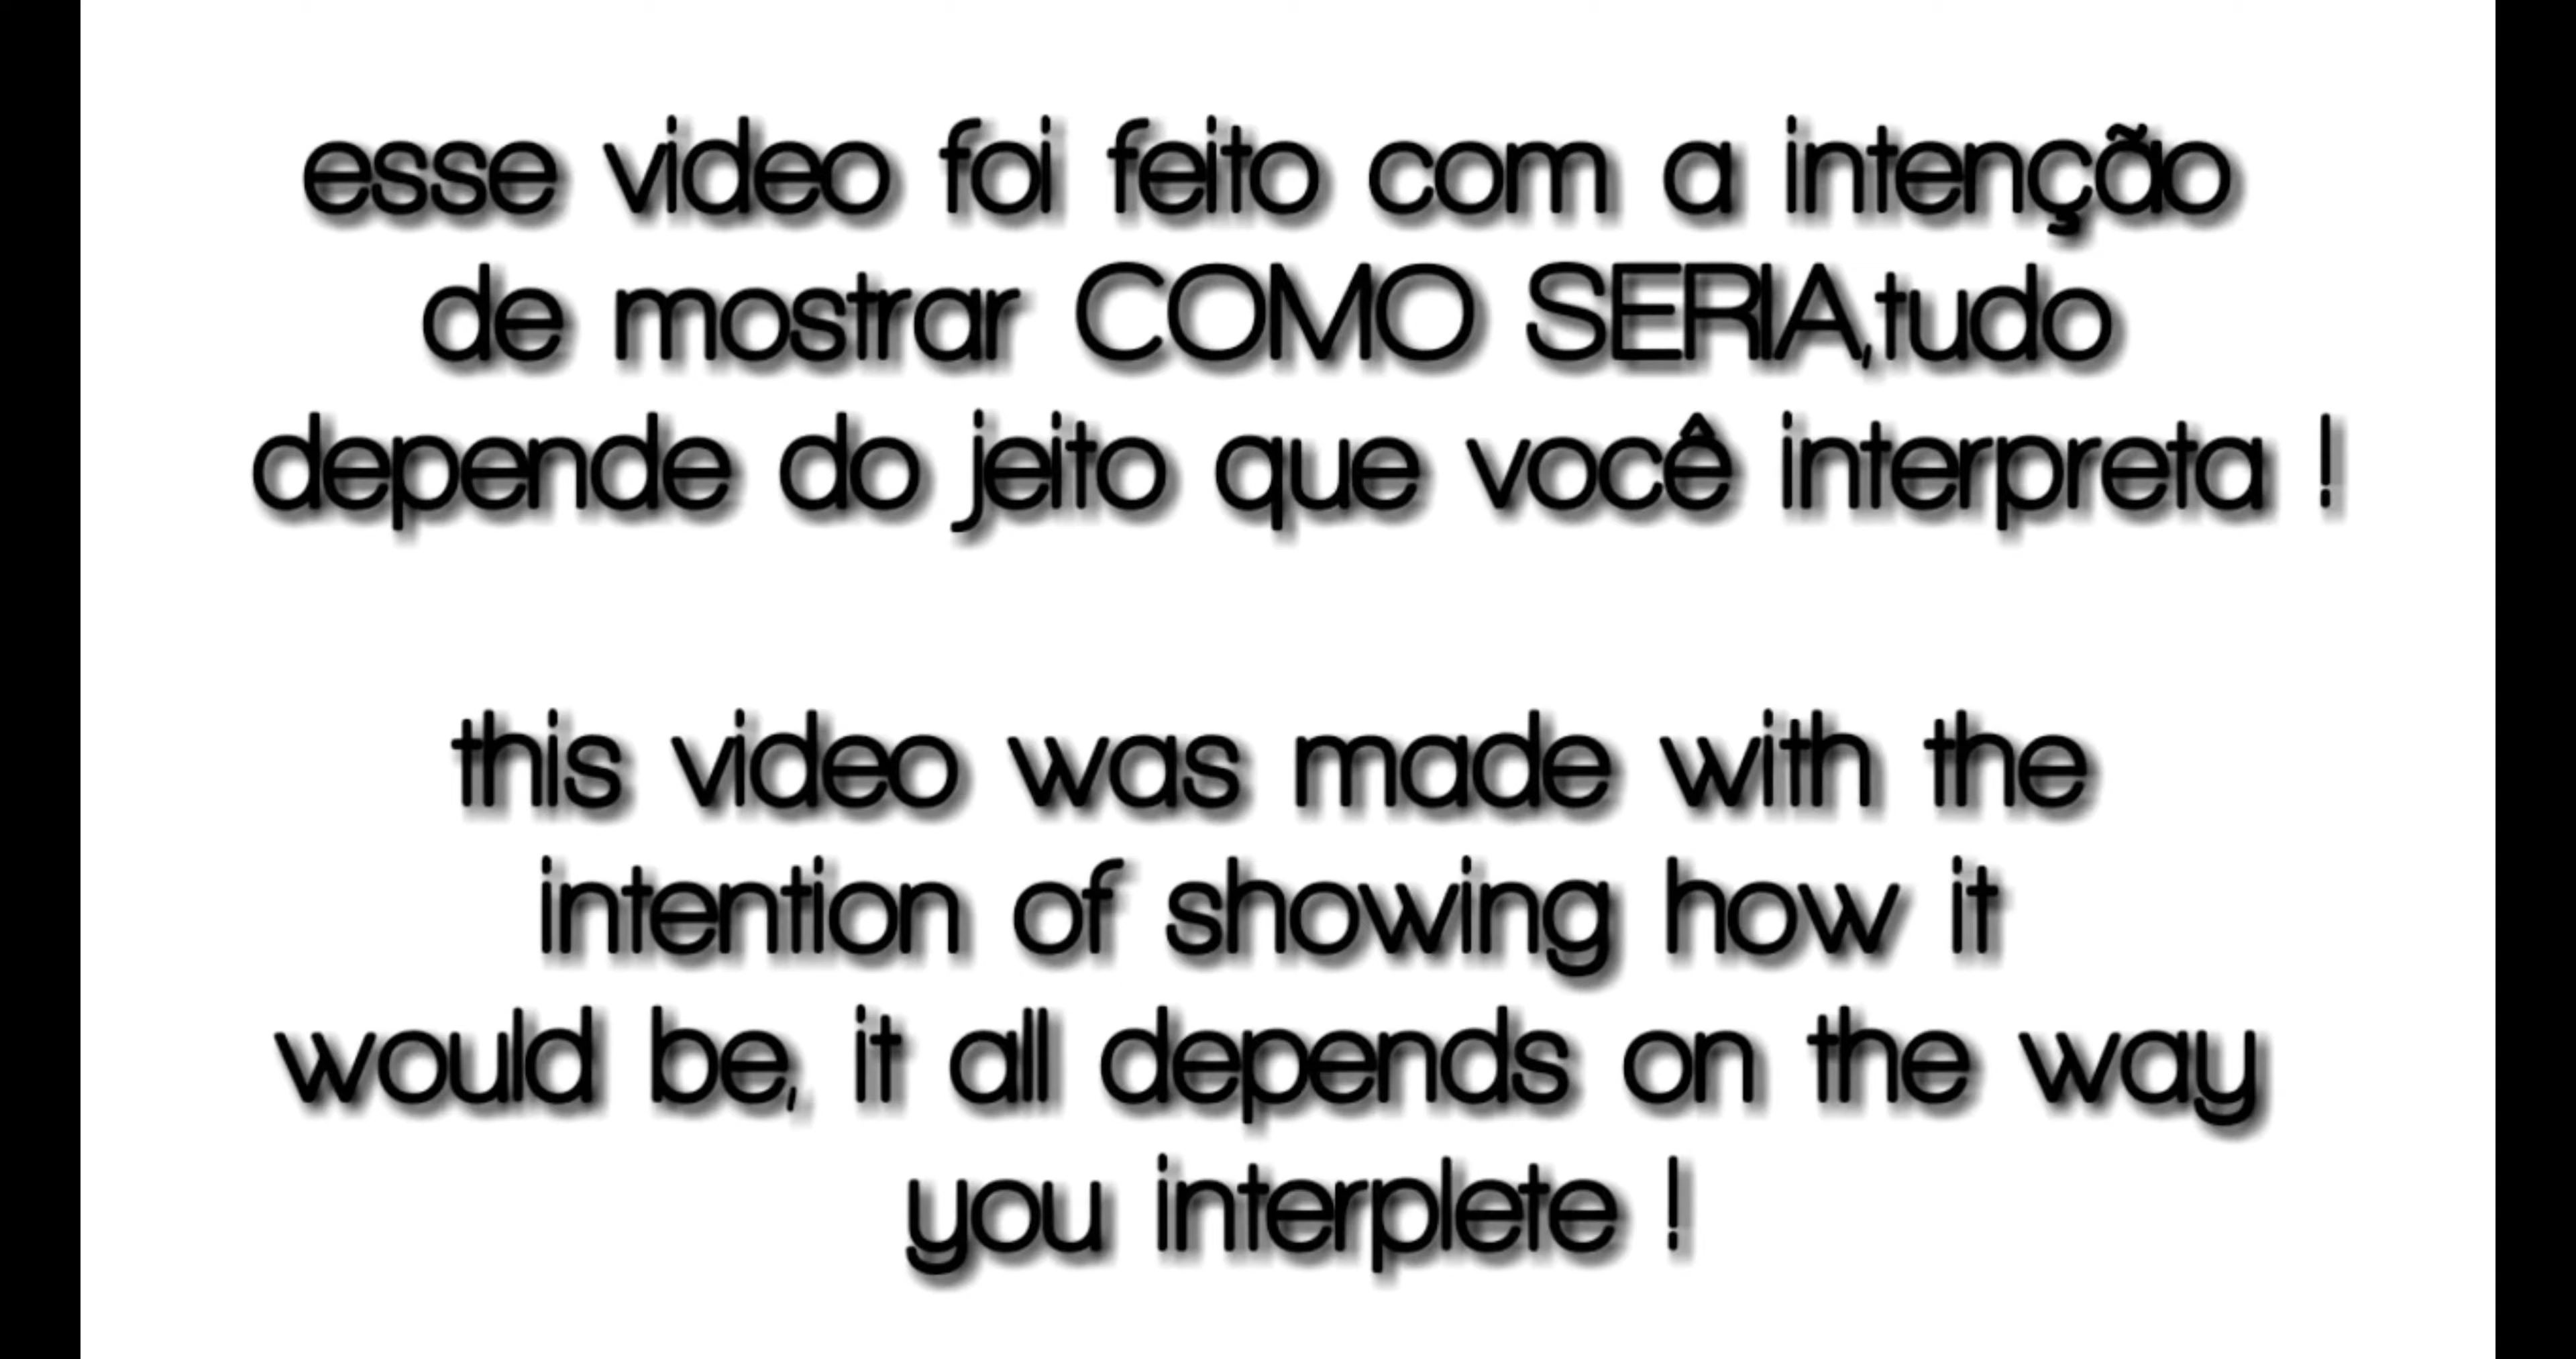 esse video foi feito com a intenção
de mostrar COMO SERIA,tudo
depende do jeito que você interpreta !
this video was made with the
intention of showing how it
would be, it all depends on the way
you interplete !